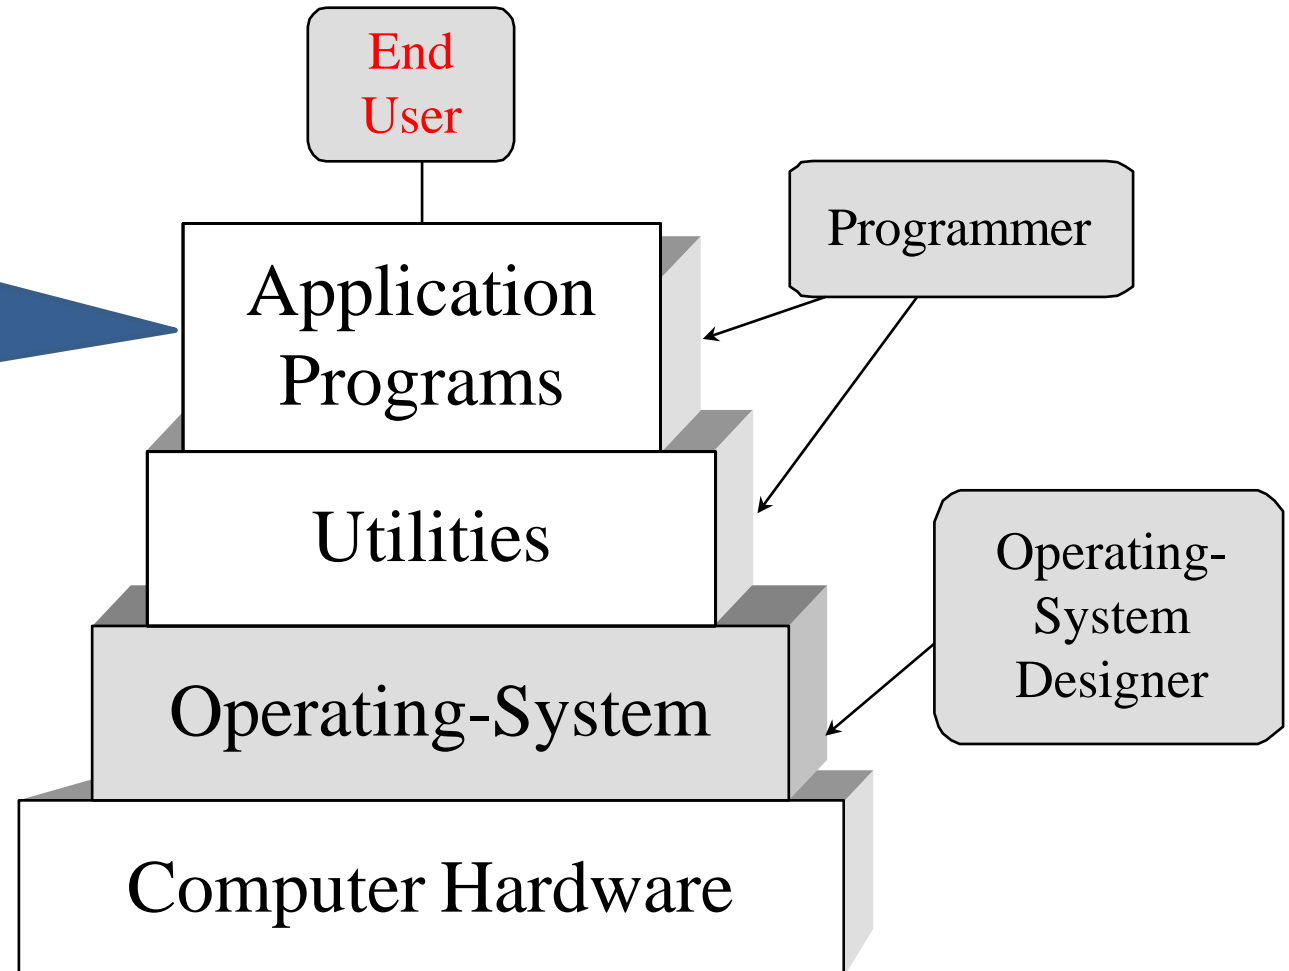 End
User
Programmer
Application
Programs
Utilities
Operating-
System
Designer
Operating-System
Computer Hardware